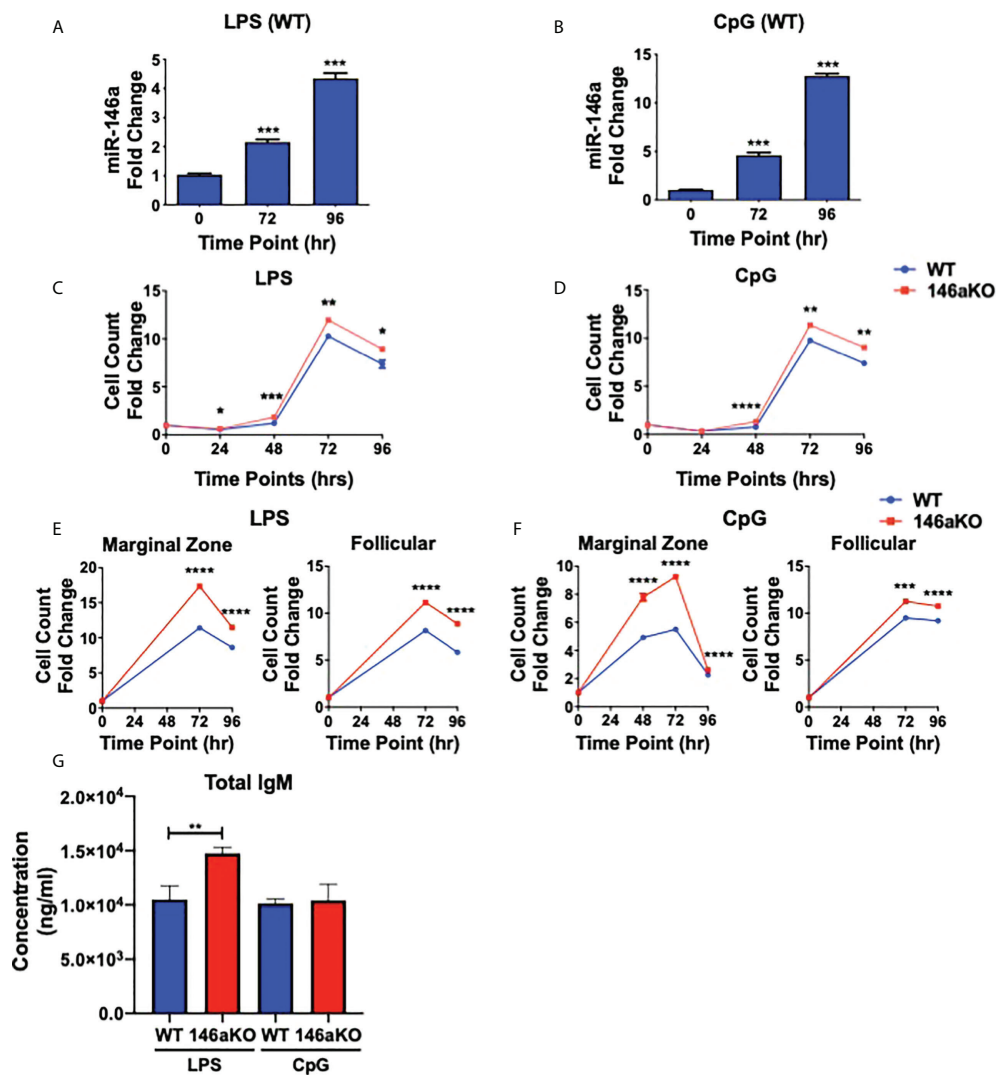 A
LPS (WT)
miR-146a
Fold Change
5
4
3
2
1
0
***
***
0 72 96
Time Point (hr)
B
CpG (WT)
miR-146a
Fold Change
15
10
5
0
***
***
0 72 96
Time Point (hr)
C
LPS
Cell Count
Fold Change
15
10
5
0
*
***
**
*
0 24 48 72 96
Time Points (hrs)
D
CpG
Cell Count
Fold Change
15
10
5
0
****
**
**
0 24 48 72 96
Time Points (hrs)
WT
146aKO
E
LPS
Marginal Zone
Cell Count
Fold Change
20
15
10
5
0
****
****
0 24 48 72 96
Time Point (hr)
Follicular
Cell Count
Fold Change
15
10
5
0
****
****
0 24 48 72 96
Time Point (hr)
F
CpG
WT
146aKO
Marginal Zone
Cell Count
Fold Change
10
8
6
4
2
0
****
****
****
0 24 48 72 96
Time Point (hr)
Follicular
Cell Count
Fold Change
15
10
5
0
***
****
0 24 48 72 96
Time Point (hr)
G
Total IgM
Concentration
(ng/ml)
2.0×10⁴
1.5×10⁴
1.0×10⁴
5.0×10³
0.0
**
WT 146aKO WT 146aKO
LPS CpG